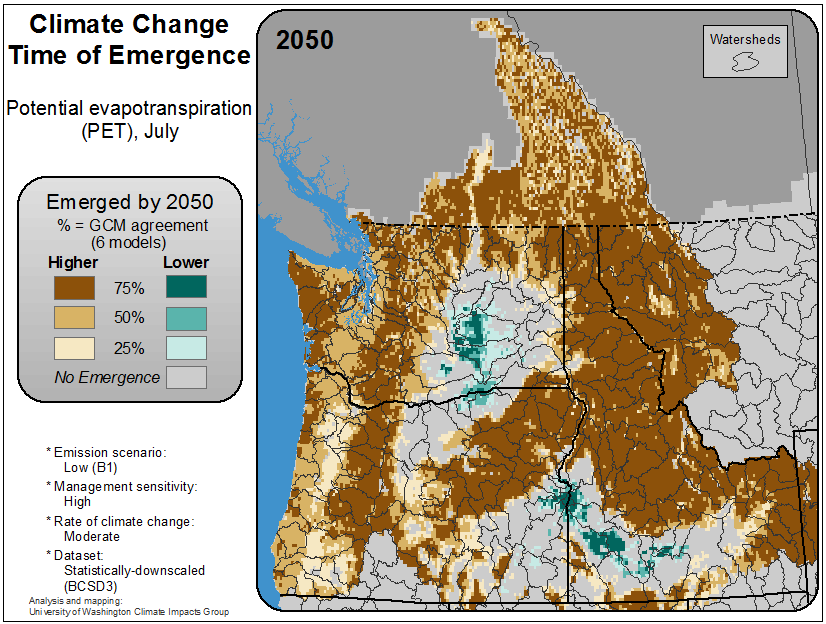 Climate Change
Time of Emergence
Potential evapotranspiration
(PET), July
Emerged by 2050
% = GCM agreement
(6 models)
Higher Lower
75%
50%
25%
No Emergence
* Emission scenario:
Low (B1)
* Management sensitivity:
High
* Rate of climate change:
Moderate
* Dataset:
Statistically-downscaled
(BCSD3)
Analysis and mapping:
University of Washington Climate Impacts Group
2050
Watersheds